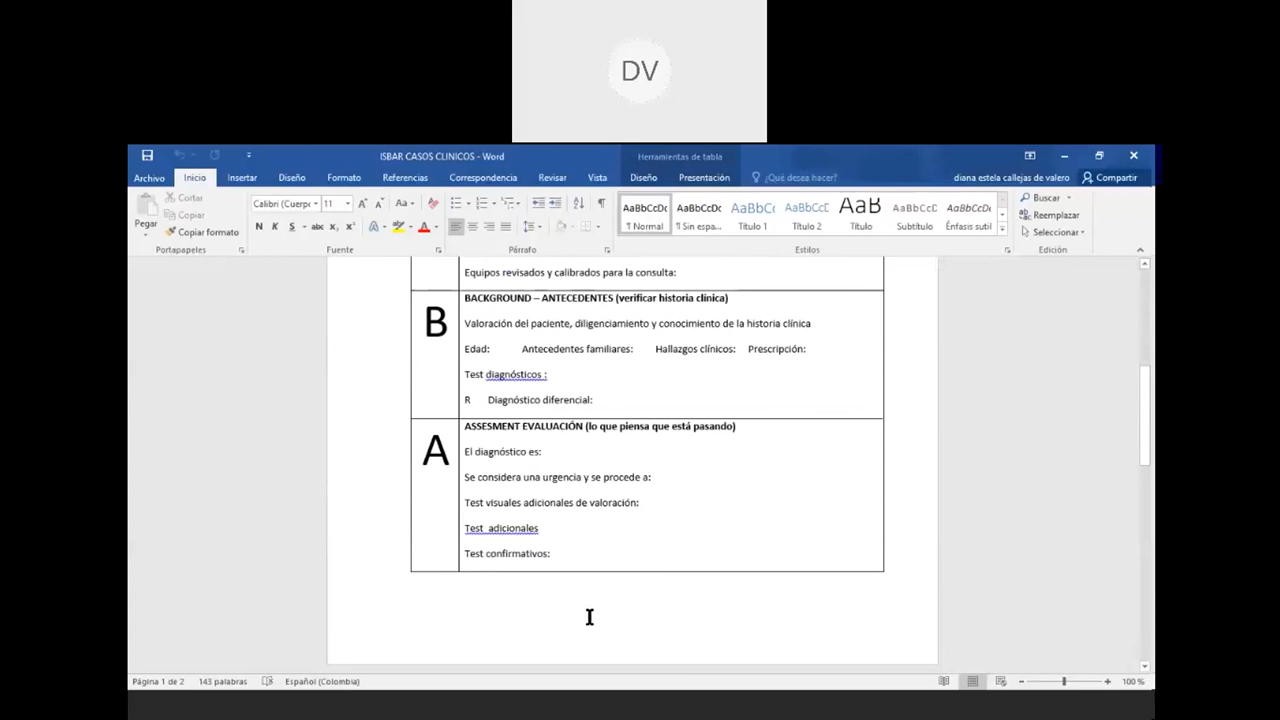 DV
ISBAR CASOS CLINICOS - Word
Herramientas de tabla
Archivo Inicio Insertar Diseño Formato Referencias Correspondencia Revisar Vista Diseño Presentación ¿Qué desea hacer? diana estela callejas de valero Compartir
Pegar
Cortar
Copiar
Copiar formato
Portapapeles
Calibri (Cuerpo 11
N K S abc x₂ x²
Fuente
Párrafo
AaBbCcDc AaBbCcDc AaBbCc AaBbCcD AaB AaBbCcD AaBbCcDc
¶ Normal ¶ Sin espa... Título 1 Título 2 Título Subtítulo Énfasis sutil
Estilos
Buscar
Reemplazar
Seleccionar
Edición
Equipos revisados y calibrados para la consulta:
B
BACKGROUND – ANTECEDENTES (verificar historia clínica)
Valoración del paciente, diligenciamiento y conocimiento de la historia clínica
Edad: Antecedentes familiares: Hallazgos clínicos: Prescripción:
Test diagnósticos :
R Diagnóstico diferencial:
A
ASSESMENT EVALUACIÓN (lo que piensa que está pasando)
El diagnóstico es:
Se considera una urgencia y se procede a:
Test visuales adicionales de valoración:
Test adicionales
Test confirmativos:
Página 1 de 2 143 palabras Español (Colombia) 100 %